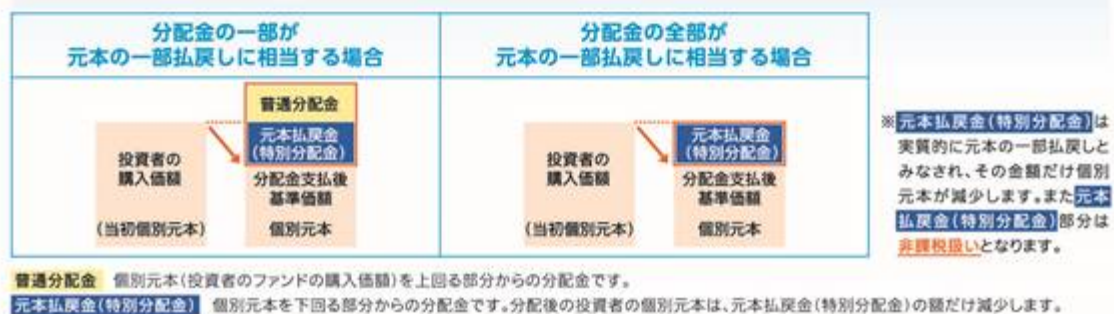 分配金の一部が
元本の一部払戻しに相当する場合
普通分配金
元本払戻金
(特別分配金)
投資者の
購入価額
(当初個別元本)
分配金支払後
基準価額
個別元本
分配金の全部が
元本の一部払戻しに相当する場合
元本払戻金
(特別分配金)
投資者の
購入価額
(当初個別元本)
分配金支払後
基準価額
個別元本
※元本払戻金(特別分配金)は
実質的に元本の一部払戻しと
みなされ、その金額だけ個別
元本が減少します。また元本
払戻金(特別分配金)部分は
非課税扱いとなります。
普通分配金 個別元本(投資者のファンドの購入価額)を上回る部分からの分配金です。
元本払戻金(特別分配金) 個別元本を下回る部分からの分配金です。分配後の投資者の個別元本は、元本払戻金(特別分配金)の額だけ減少します。